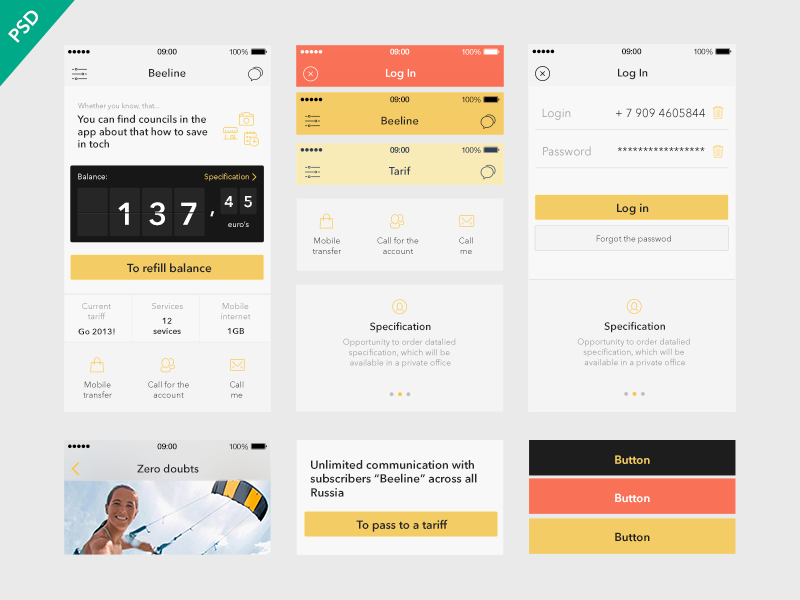 PSD
09:00
100%
Beeline
Whether you know, that...
You can find councils in the
app about that how to save
in toch
Balance:
Specification
137,45
euro's
To refill balance
Current
tariff
Go 2013!
Services
12
sevices
Mobile
internet
1GB
Mobile
transfer
Call for the
account
Call
me
09:00
100%
Zero doubts
09:00
100%
Log In
09:00
100%
Beeline
09:00
100%
Tarif
Mobile
transfer
Call for the
account
Call
me
Specification
Opportunity to order datalied
specification, which will be
available in a private office
Unlimited communication with
subscribers “Beeline” across all
Russia
To pass to a tariff
09:00
100%
Log In
Login
+ 7 909 4605844
Password
*****************
Log in
Forgot the passwod
Specification
Opportunity to order datalied
specification, which will be
available in a private office
Button
Button
Button